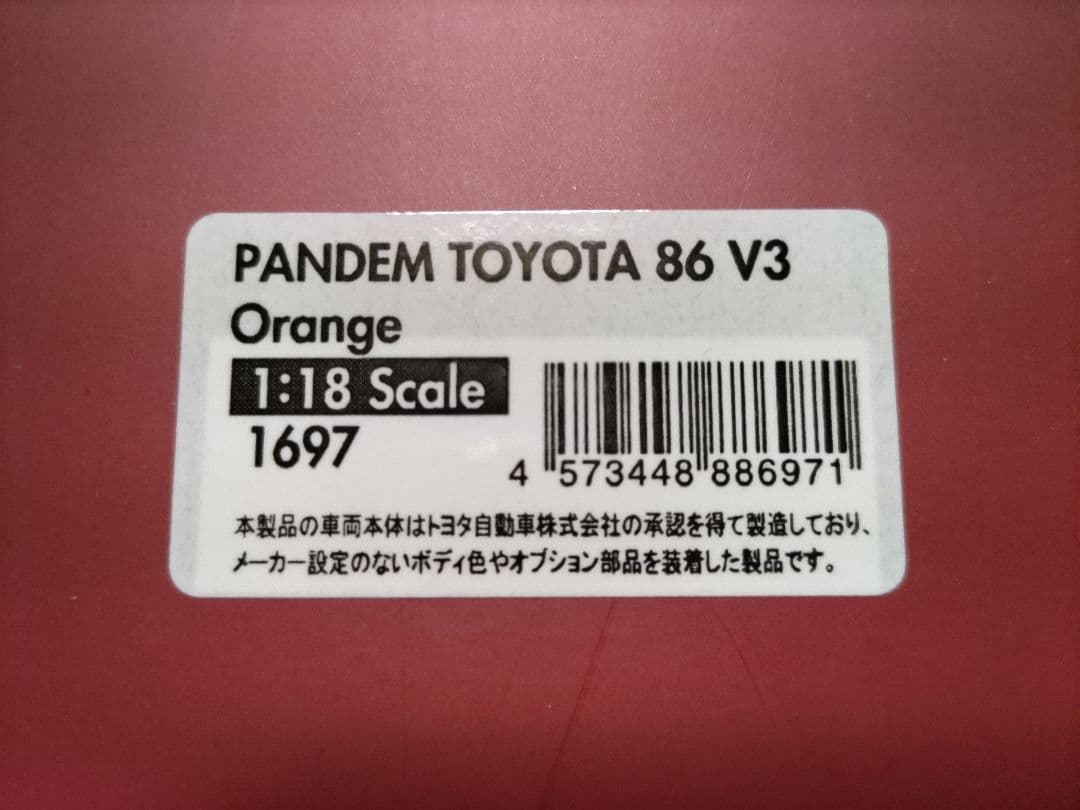 PANDEM TOYOTA 86 V3
Orange
1:18 Scale
1697
4 573448 886971
本製品の車両本体はトヨタ自動車株式会社の承認を得て製造しており、
メーカー設定のないボディ色やオプション部品を装着した製品です。